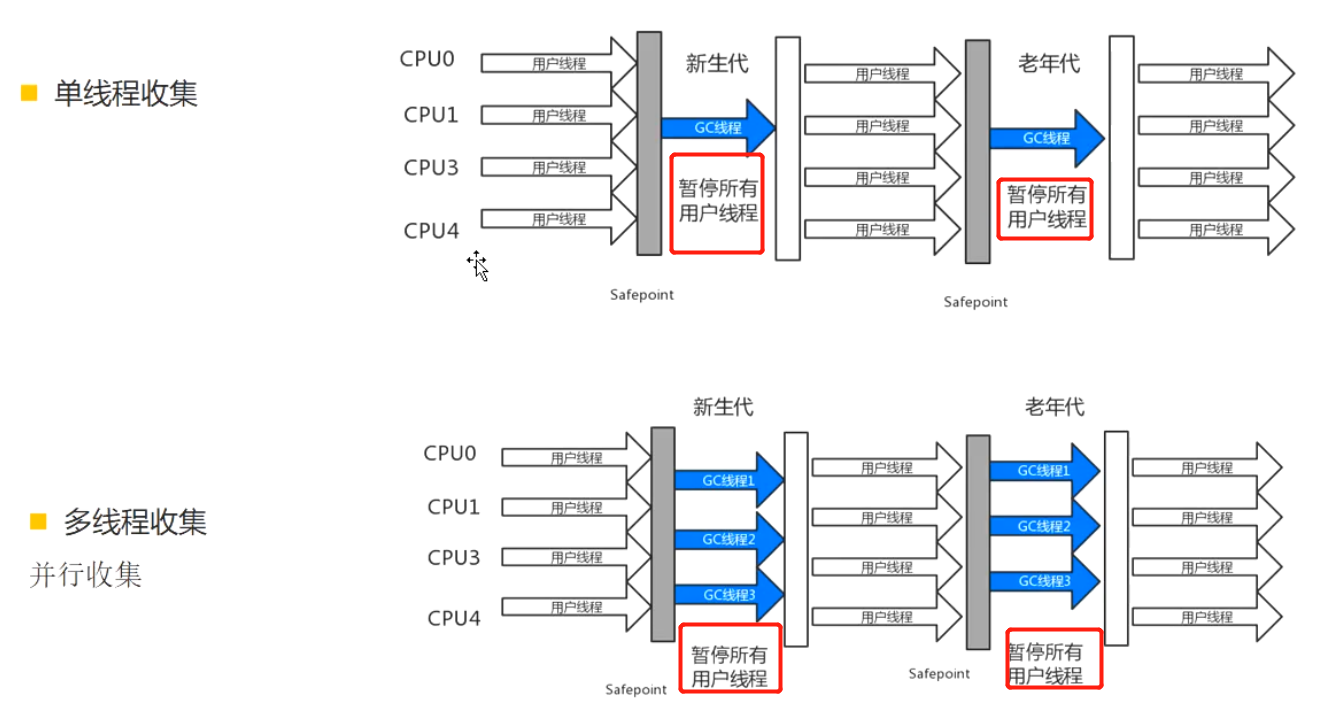 单线程收集
CPU0
CPU1
CPU3
CPU4
用户线程
用户线程
用户线程
用户线程
新生代
GC线程
暂停所有
用户线程
Safepoint
用户线程
用户线程
用户线程
用户线程
老年代
GC线程
暂停所有
用户线程
Safepoint
用户线程
用户线程
用户线程
用户线程
多线程收集
并行收集
CPU0
CPU1
CPU3
CPU4
用户线程
用户线程
用户线程
用户线程
新生代
GC线程1
GC线程2
GC线程3
暂停所有
用户线程
Safepoint
用户线程
用户线程
用户线程
用户线程
老年代
GC线程1
GC线程2
GC线程3
暂停所有
用户线程
Safepoint
用户线程
用户线程
用户线程
用户线程